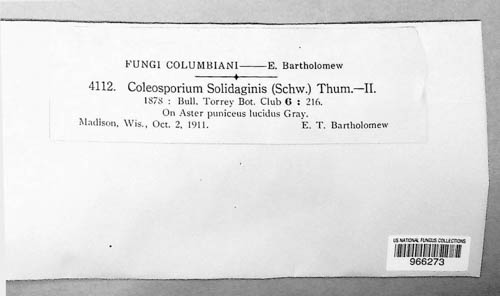 FUNGI COLUMBIANI——E. Bartholomew
4112. Coleosporium Solidaginis (Schw.) Thum.—II.
1878 : Bull. Torrey Bot. Club 6 : 216.
On Aster puniceus lucidus Gray.
Madison, Wis., Oct. 2, 1911. E. T. Bartholomew
US NATIONAL FUNGUS COLLECTIONS
966273